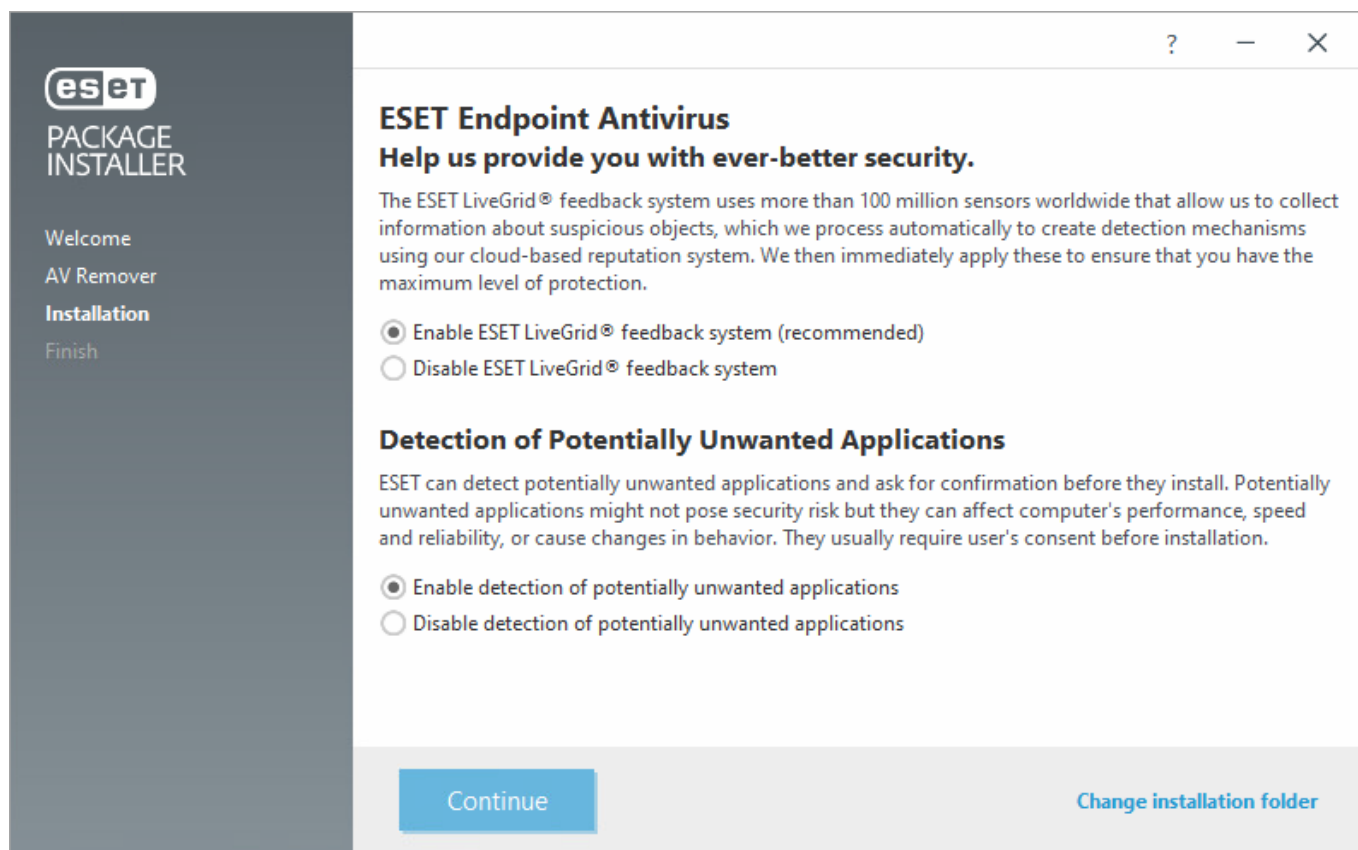 ?
eset
PACKAGE
INSTALLER
Welcome
AV Remover
Installation
Finish
ESET Endpoint Antivirus
Help us provide you with ever-better security.
The ESET LiveGrid® feedback system uses more than 100 million sensors worldwide that allow us to collect
information about suspicious objects, which we process automatically to create detection mechanisms
using our cloud-based reputation system. We then immediately apply these to ensure that you have the
maximum level of protection.
Enable ESET LiveGrid® feedback system (recommended)
Disable ESET LiveGrid® feedback system
Detection of Potentially Unwanted Applications
ESET can detect potentially unwanted applications and ask for confirmation before they install. Potentially
unwanted applications might not pose security risk but they can affect computer's performance, speed
and reliability, or cause changes in behavior. They usually require user's consent before installation.
Enable detection of potentially unwanted applications
Disable detection of potentially unwanted applications
Continue
Change installation folder